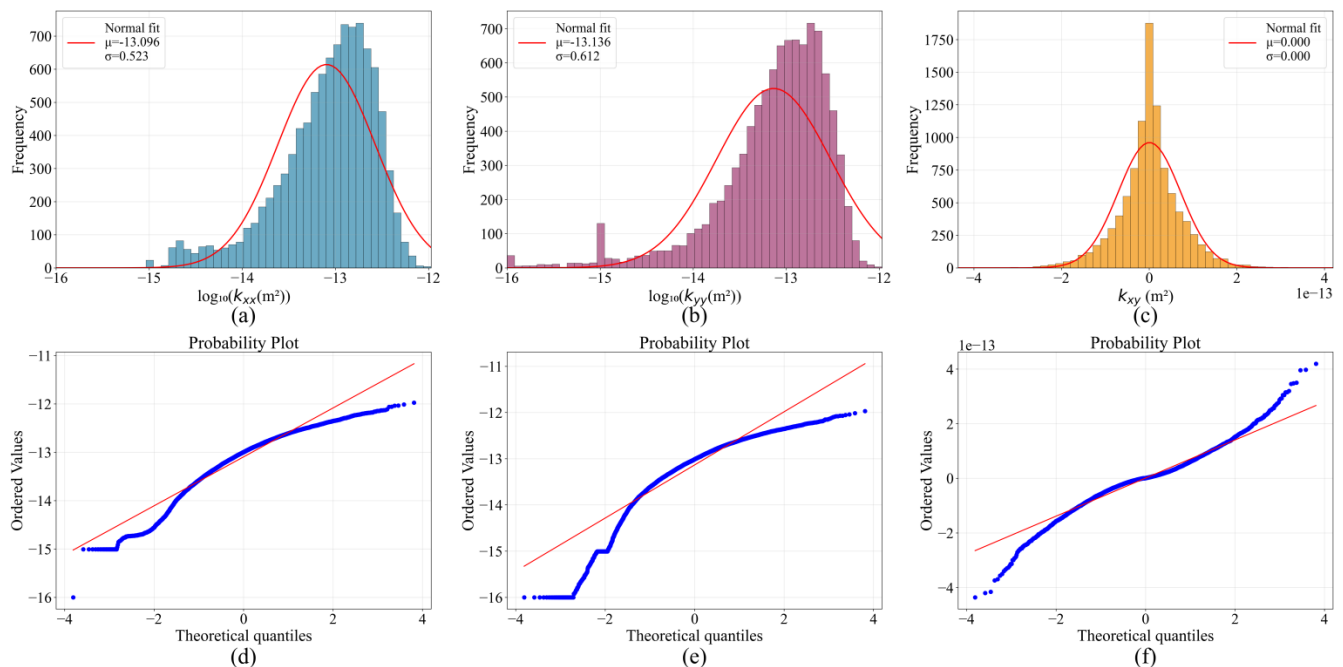 Normal fit
μ=-13.096
σ=0.523
700
600
500
400
300
200
100
0
Frequency
−16
−15
−14
−13
−12
log₁₀(kxx(m²))
(a)
Normal fit
μ=-13.136
σ=0.612
700
600
500
400
300
200
100
0
Frequency
−16
−15
−14
−13
−12
log₁₀(kyy(m²))
(b)
Normal fit
μ=0.000
σ=0.000
1750
1500
1250
1000
750
500
250
0
Frequency
−4
−2
0
2
4
1e−13
kxy (m²)
(c)
Probability Plot
−11
−12
−13
−14
−15
−16
Ordered Values
−4
−2
0
2
4
Theoretical quantiles
(d)
Probability Plot
−11
−12
−13
−14
−15
−16
Ordered Values
−4
−2
0
2
4
Theoretical quantiles
(e)
1e−13
Probability Plot
4
2
0
−2
−4
Ordered Values
−4
−2
0
2
4
Theoretical quantiles
(f)